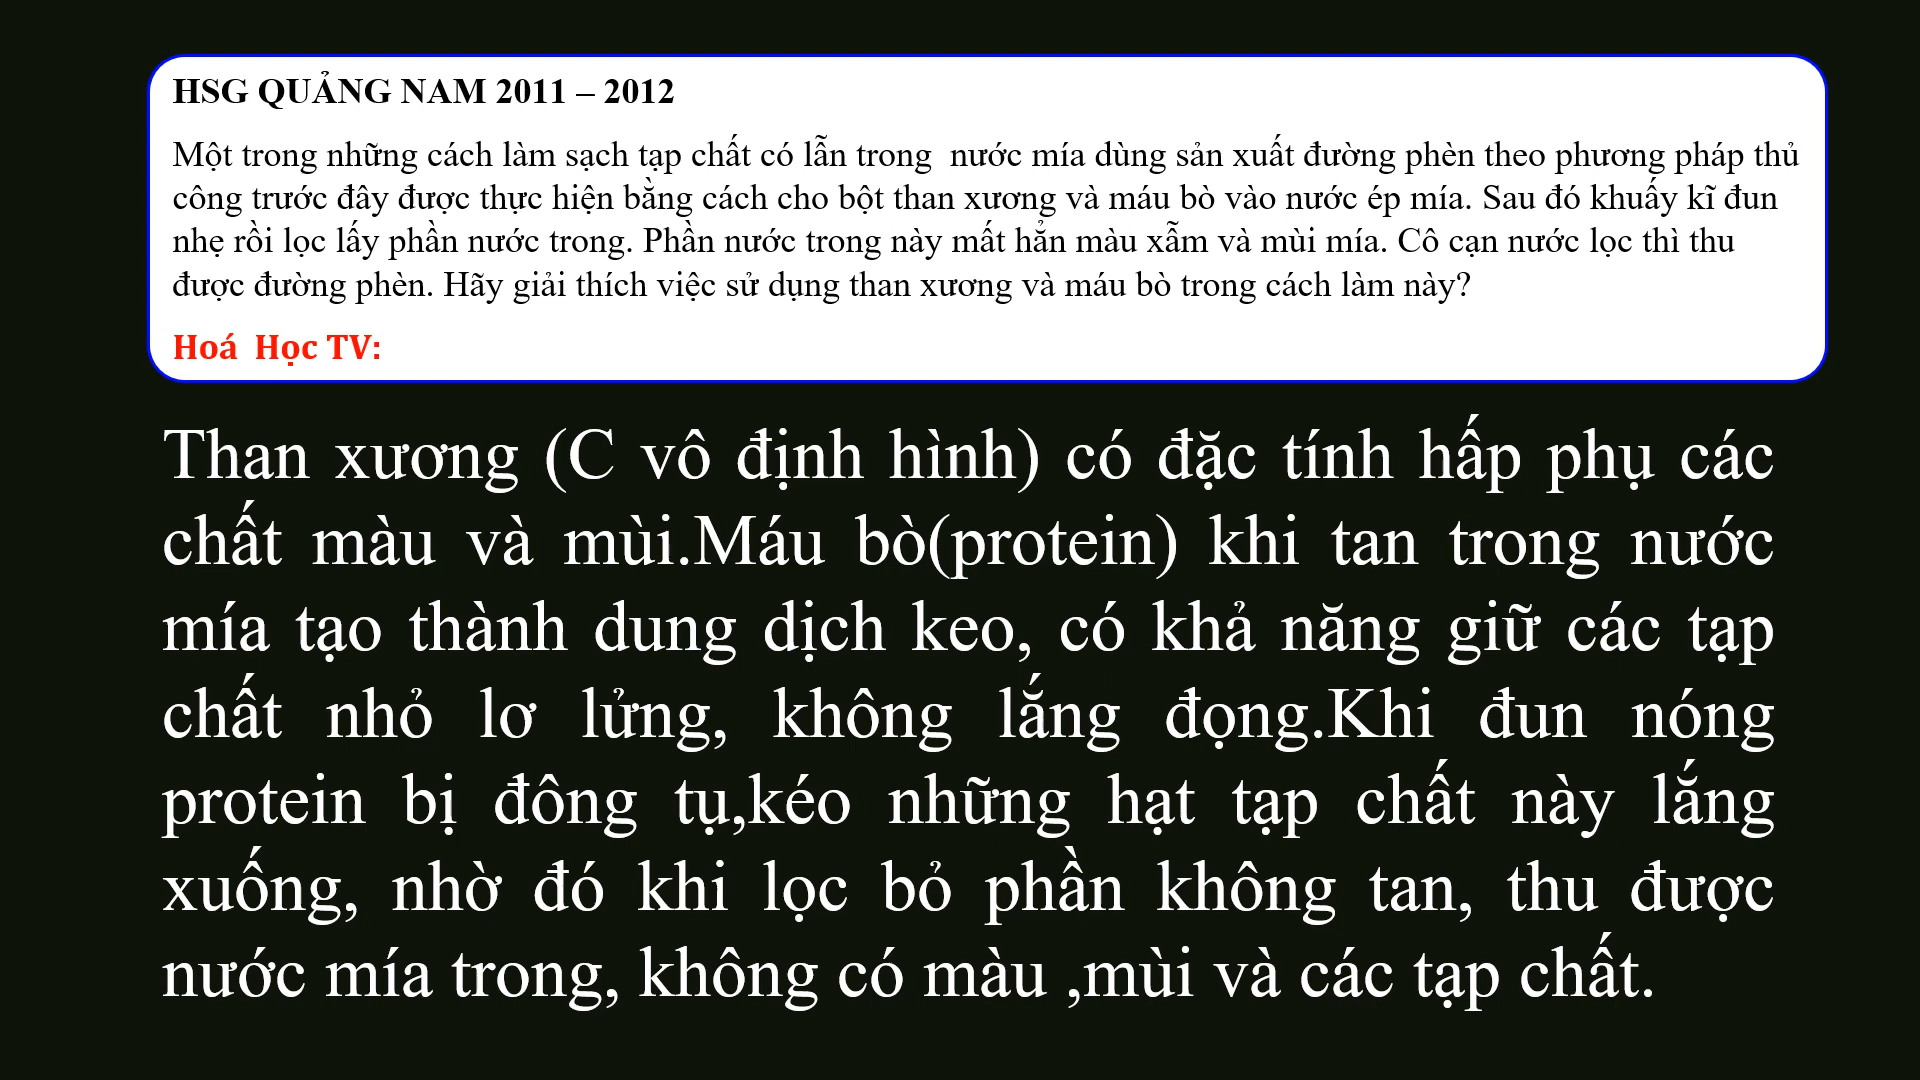 HSG QUẢNG NAM 2011 – 2012
Một trong những cách làm sạch tạp chất có lẫn trong  nước mía dùng sản xuất đường phèn theo phương pháp thủ
công trước đây được thực hiện bằng cách cho bột than xương và máu bò vào nước ép mía. Sau đó khuấy kĩ đun
nhẹ rồi lọc lấy phần nước trong. Phần nước trong này mất hẳn màu xẫm và mùi mía. Cô cạn nước lọc thì thu
được đường phèn. Hãy giải thích việc sử dụng than xương và máu bò trong cách làm này?
Hoá  Học TV:
Than xương (C vô định hình) có đặc tính hấp phụ các
chất màu và mùi.Máu bò(protein) khi tan trong nước
mía tạo thành dung dịch keo, có khả năng giữ các tạp
chất nhỏ lơ lửng, không lắng đọng.Khi đun nóng
protein bị đông tụ,kéo những hạt tạp chất này lắng
xuống, nhờ đó khi lọc bỏ phần không tan, thu được
nước mía trong, không có màu ,mùi và các tạp chất.